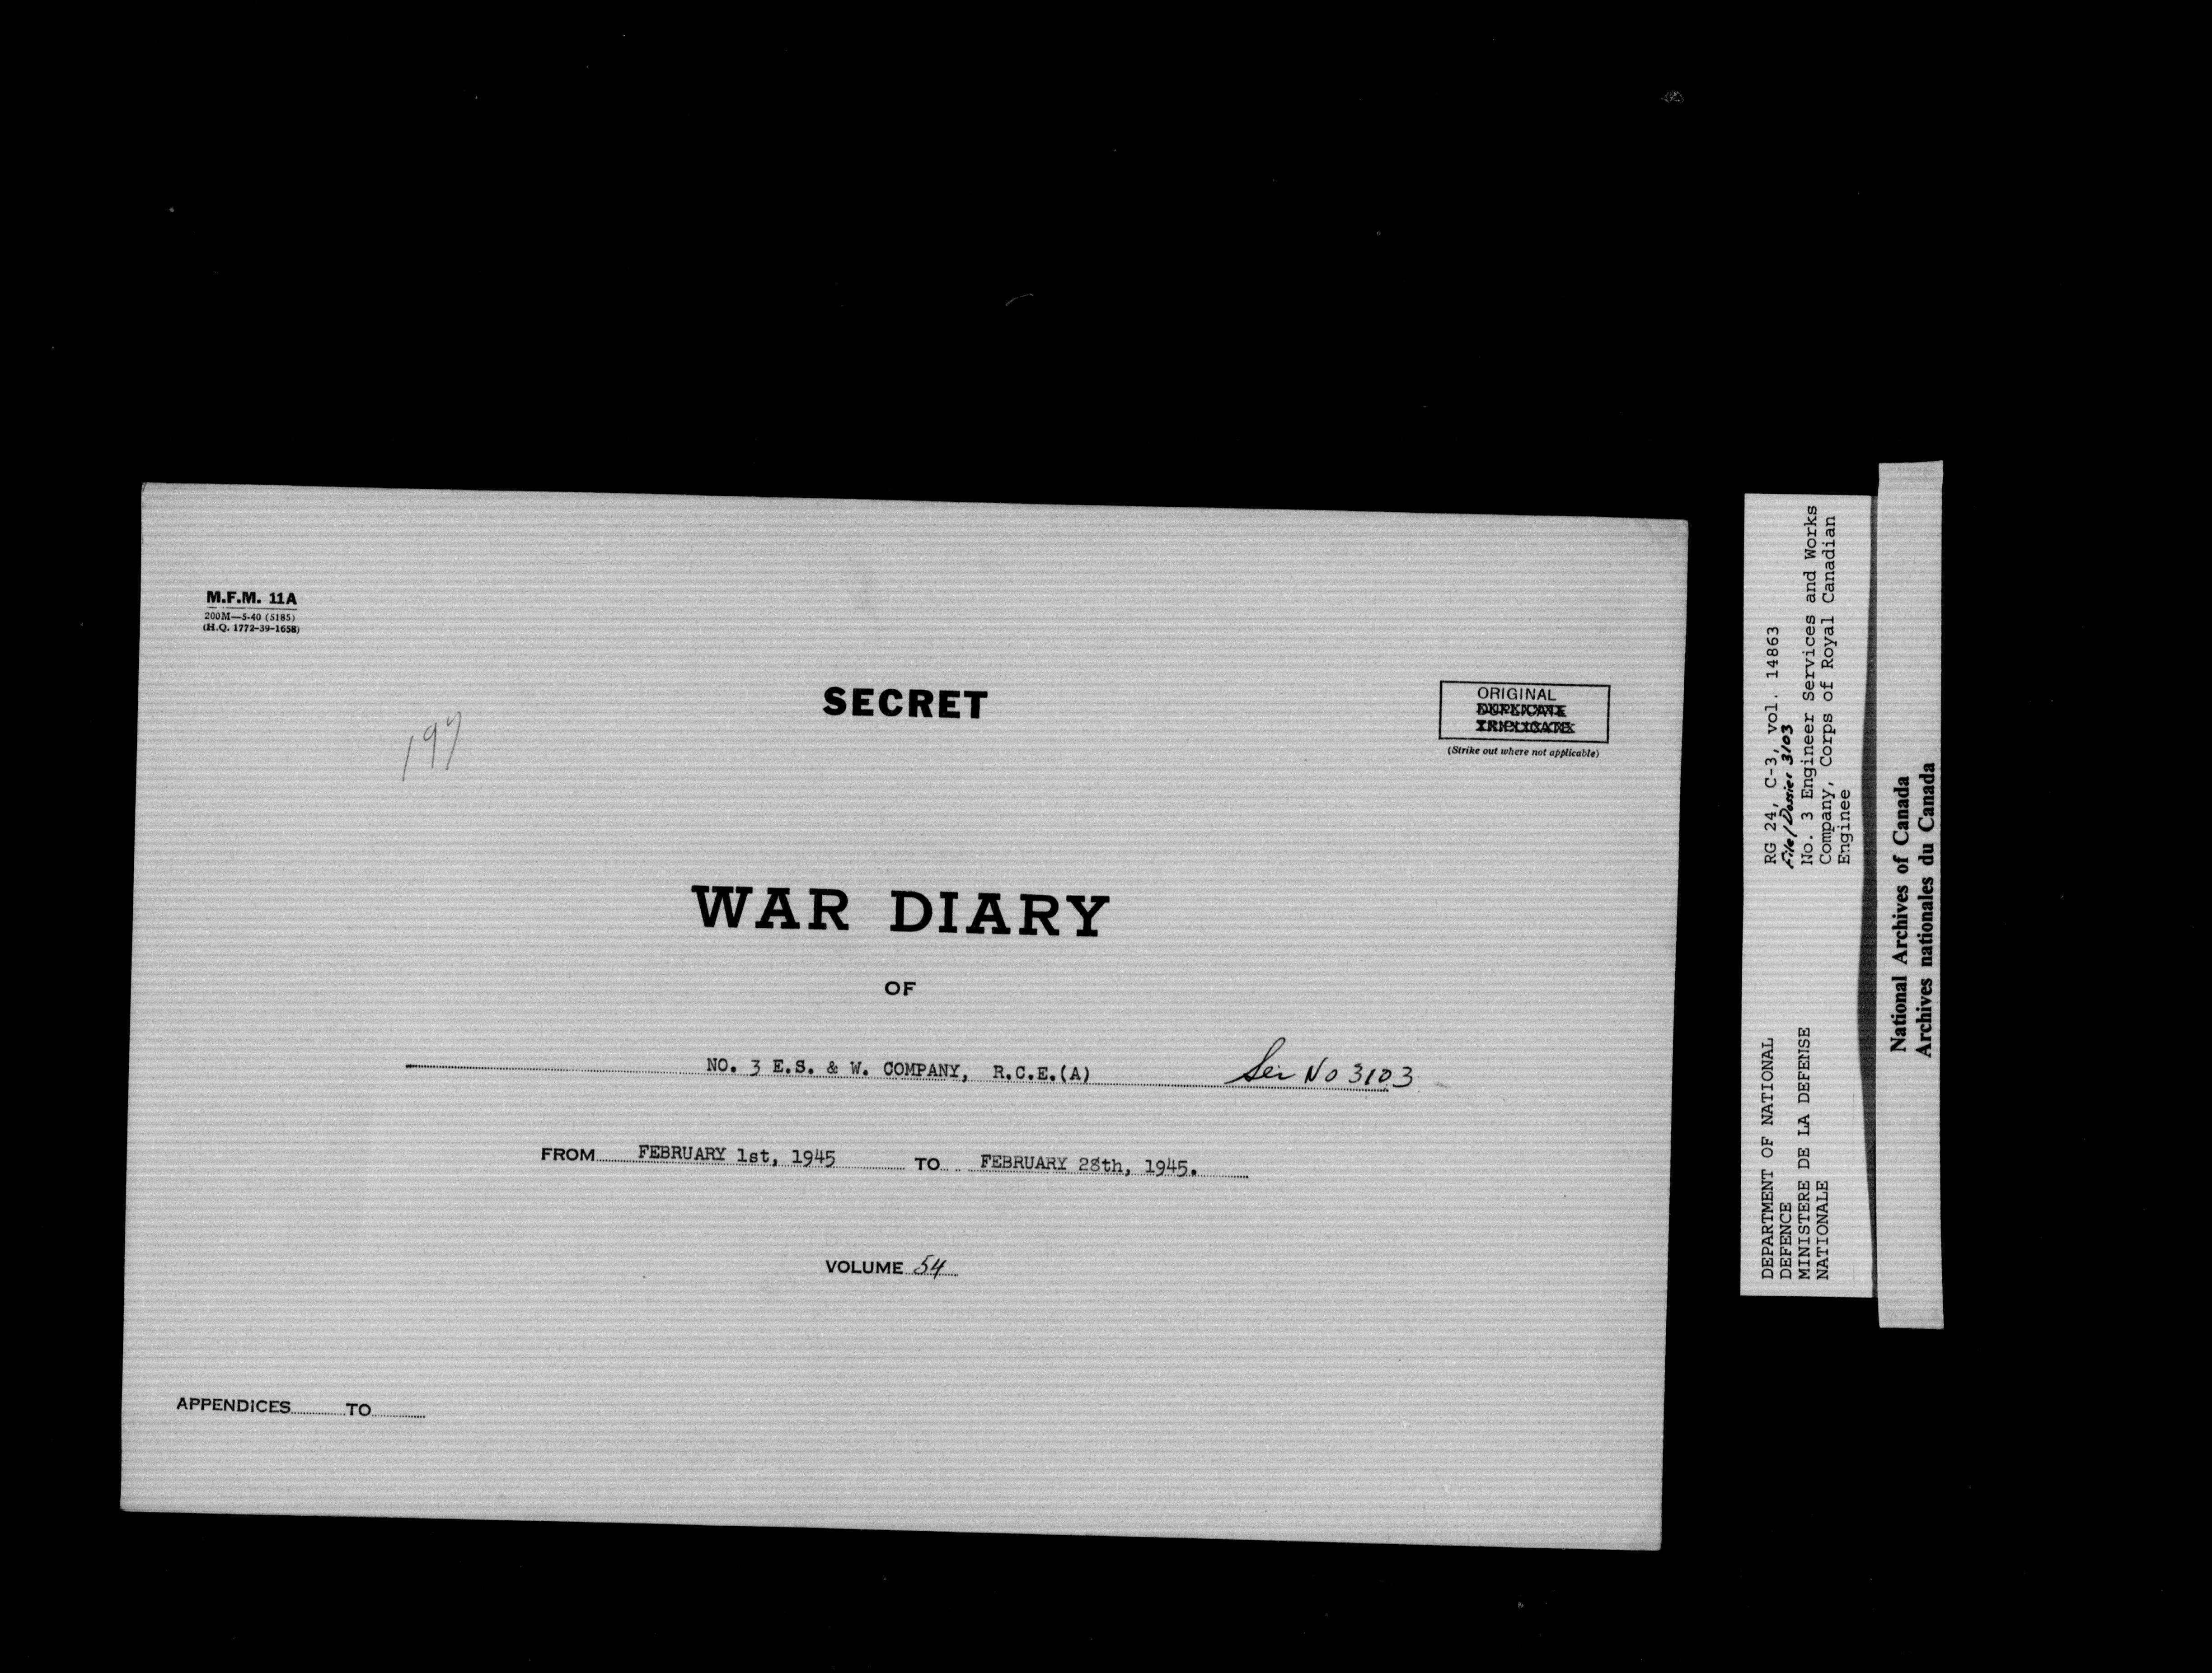 M.F.M. 11A
200M—5-40 (5185)
(H.Q. 1772-39-1658)
197
SECRET
ORIGINAL
DUPLICATE
TRIPLICATE
(Strike out where not applicable)
WAR DIARY
OF
NO. 3 E.S. & W. COMPANY, R.C.E.(A) Ser No 3103
FROM FEBRUARY 1st, 1945 TO FEBRUARY 28th, 1945.
VOLUME 54
APPENDICES TO
DEPARTMENT OF NATIONAL
DEFENCE
MINISTERE DE LA DEFENSE
NATIONALE
RG 24, C-3, vol. 14863
File/Dossier 3103
No. 3 Engineer Services and Works
Company, Corps of Royal Canadian
Enginee
National Archives of Canada
Archives nationales du Canada